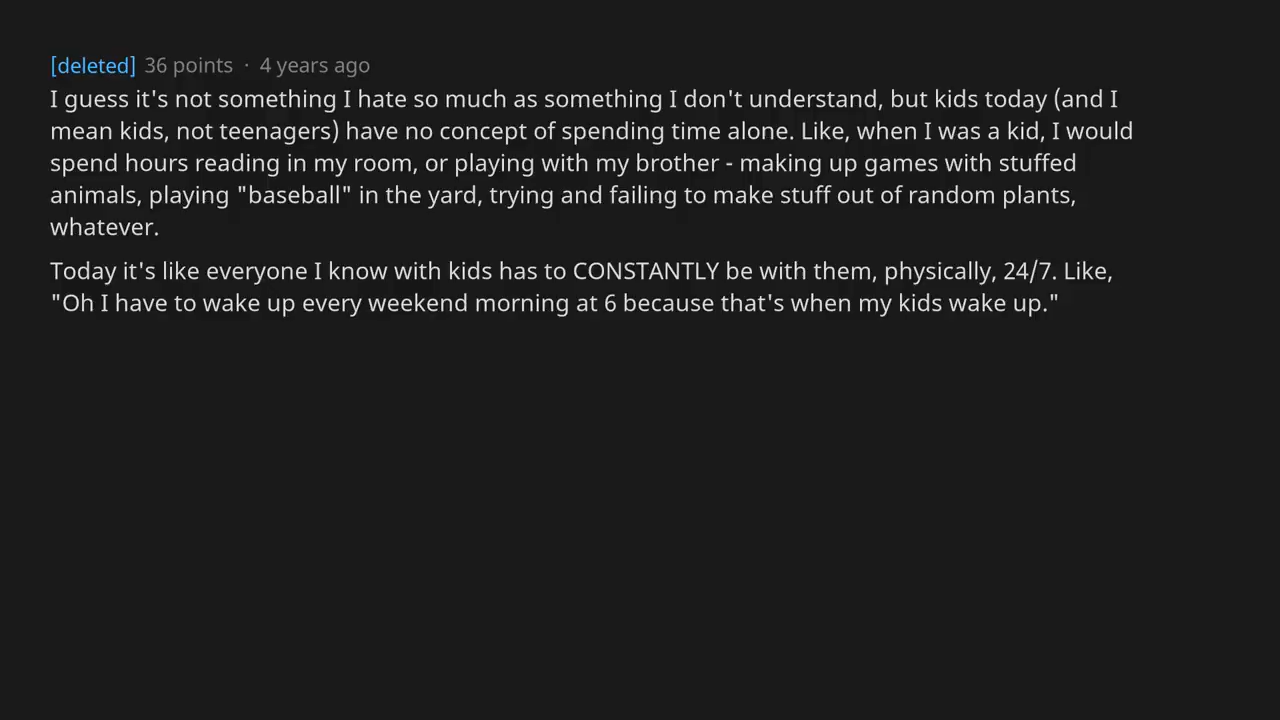 [deleted] 36 points · 4 years ago
I guess it's not something I hate so much as something I don't understand, but kids today (and I
mean kids, not teenagers) have no concept of spending time alone. Like, when I was a kid, I would
spend hours reading in my room, or playing with my brother - making up games with stuffed
animals, playing "baseball" in the yard, trying and failing to make stuff out of random plants,
whatever.
Today it's like everyone I know with kids has to CONSTANTLY be with them, physically, 24/7. Like,
"Oh I have to wake up every weekend morning at 6 because that's when my kids wake up."